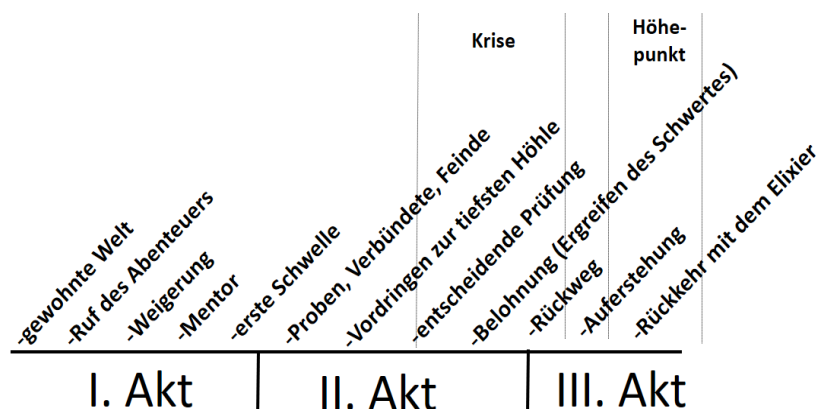 Krise
Höhe-
punkt
-gewohnte Welt
-Ruf des Abenteuers
-Weigerung
-Mentor
-erste Schwelle
-Proben, Verbündete, Feinde
-Vordringen zur tiefsten Höhle
-entscheidende Prüfung
-Belohnung (Ergreifen des Schwertes)
-Rückweg
-Auferstehung
-Rückkehr mit dem Elixier
I. Akt
II. Akt
III. Akt